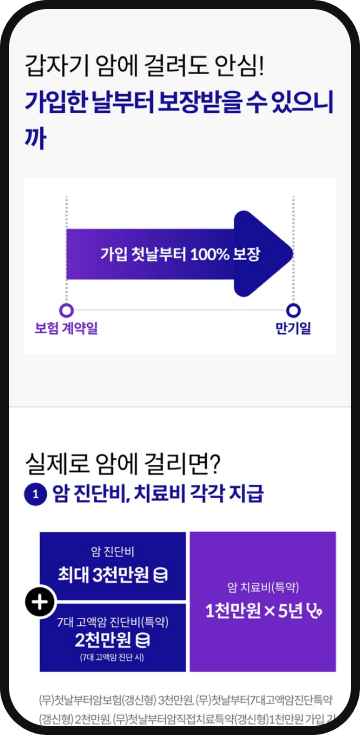 갑자기 암에 걸려도 안심!
가입한 날부터 보장받을 수 있으니
까
가입 첫날부터 100% 보장
보험 계약일
만기일
실제로 암에 걸리면?
1 암 진단비, 치료비 각각 지급
암 진단비
최대 3천만원
7대 고액암 진단비(특약)
2천만원
(7대 고액암 진단 시)
암 치료비(특약)
1천만원 × 5년
(무)첫날부터암보험(갱신형) 3천만원, (무)첫날부터7대고액암진단특약
(갱신형) 2천만원, (무)첫날부터암직접치료특약(갱신형)1천만원 가입